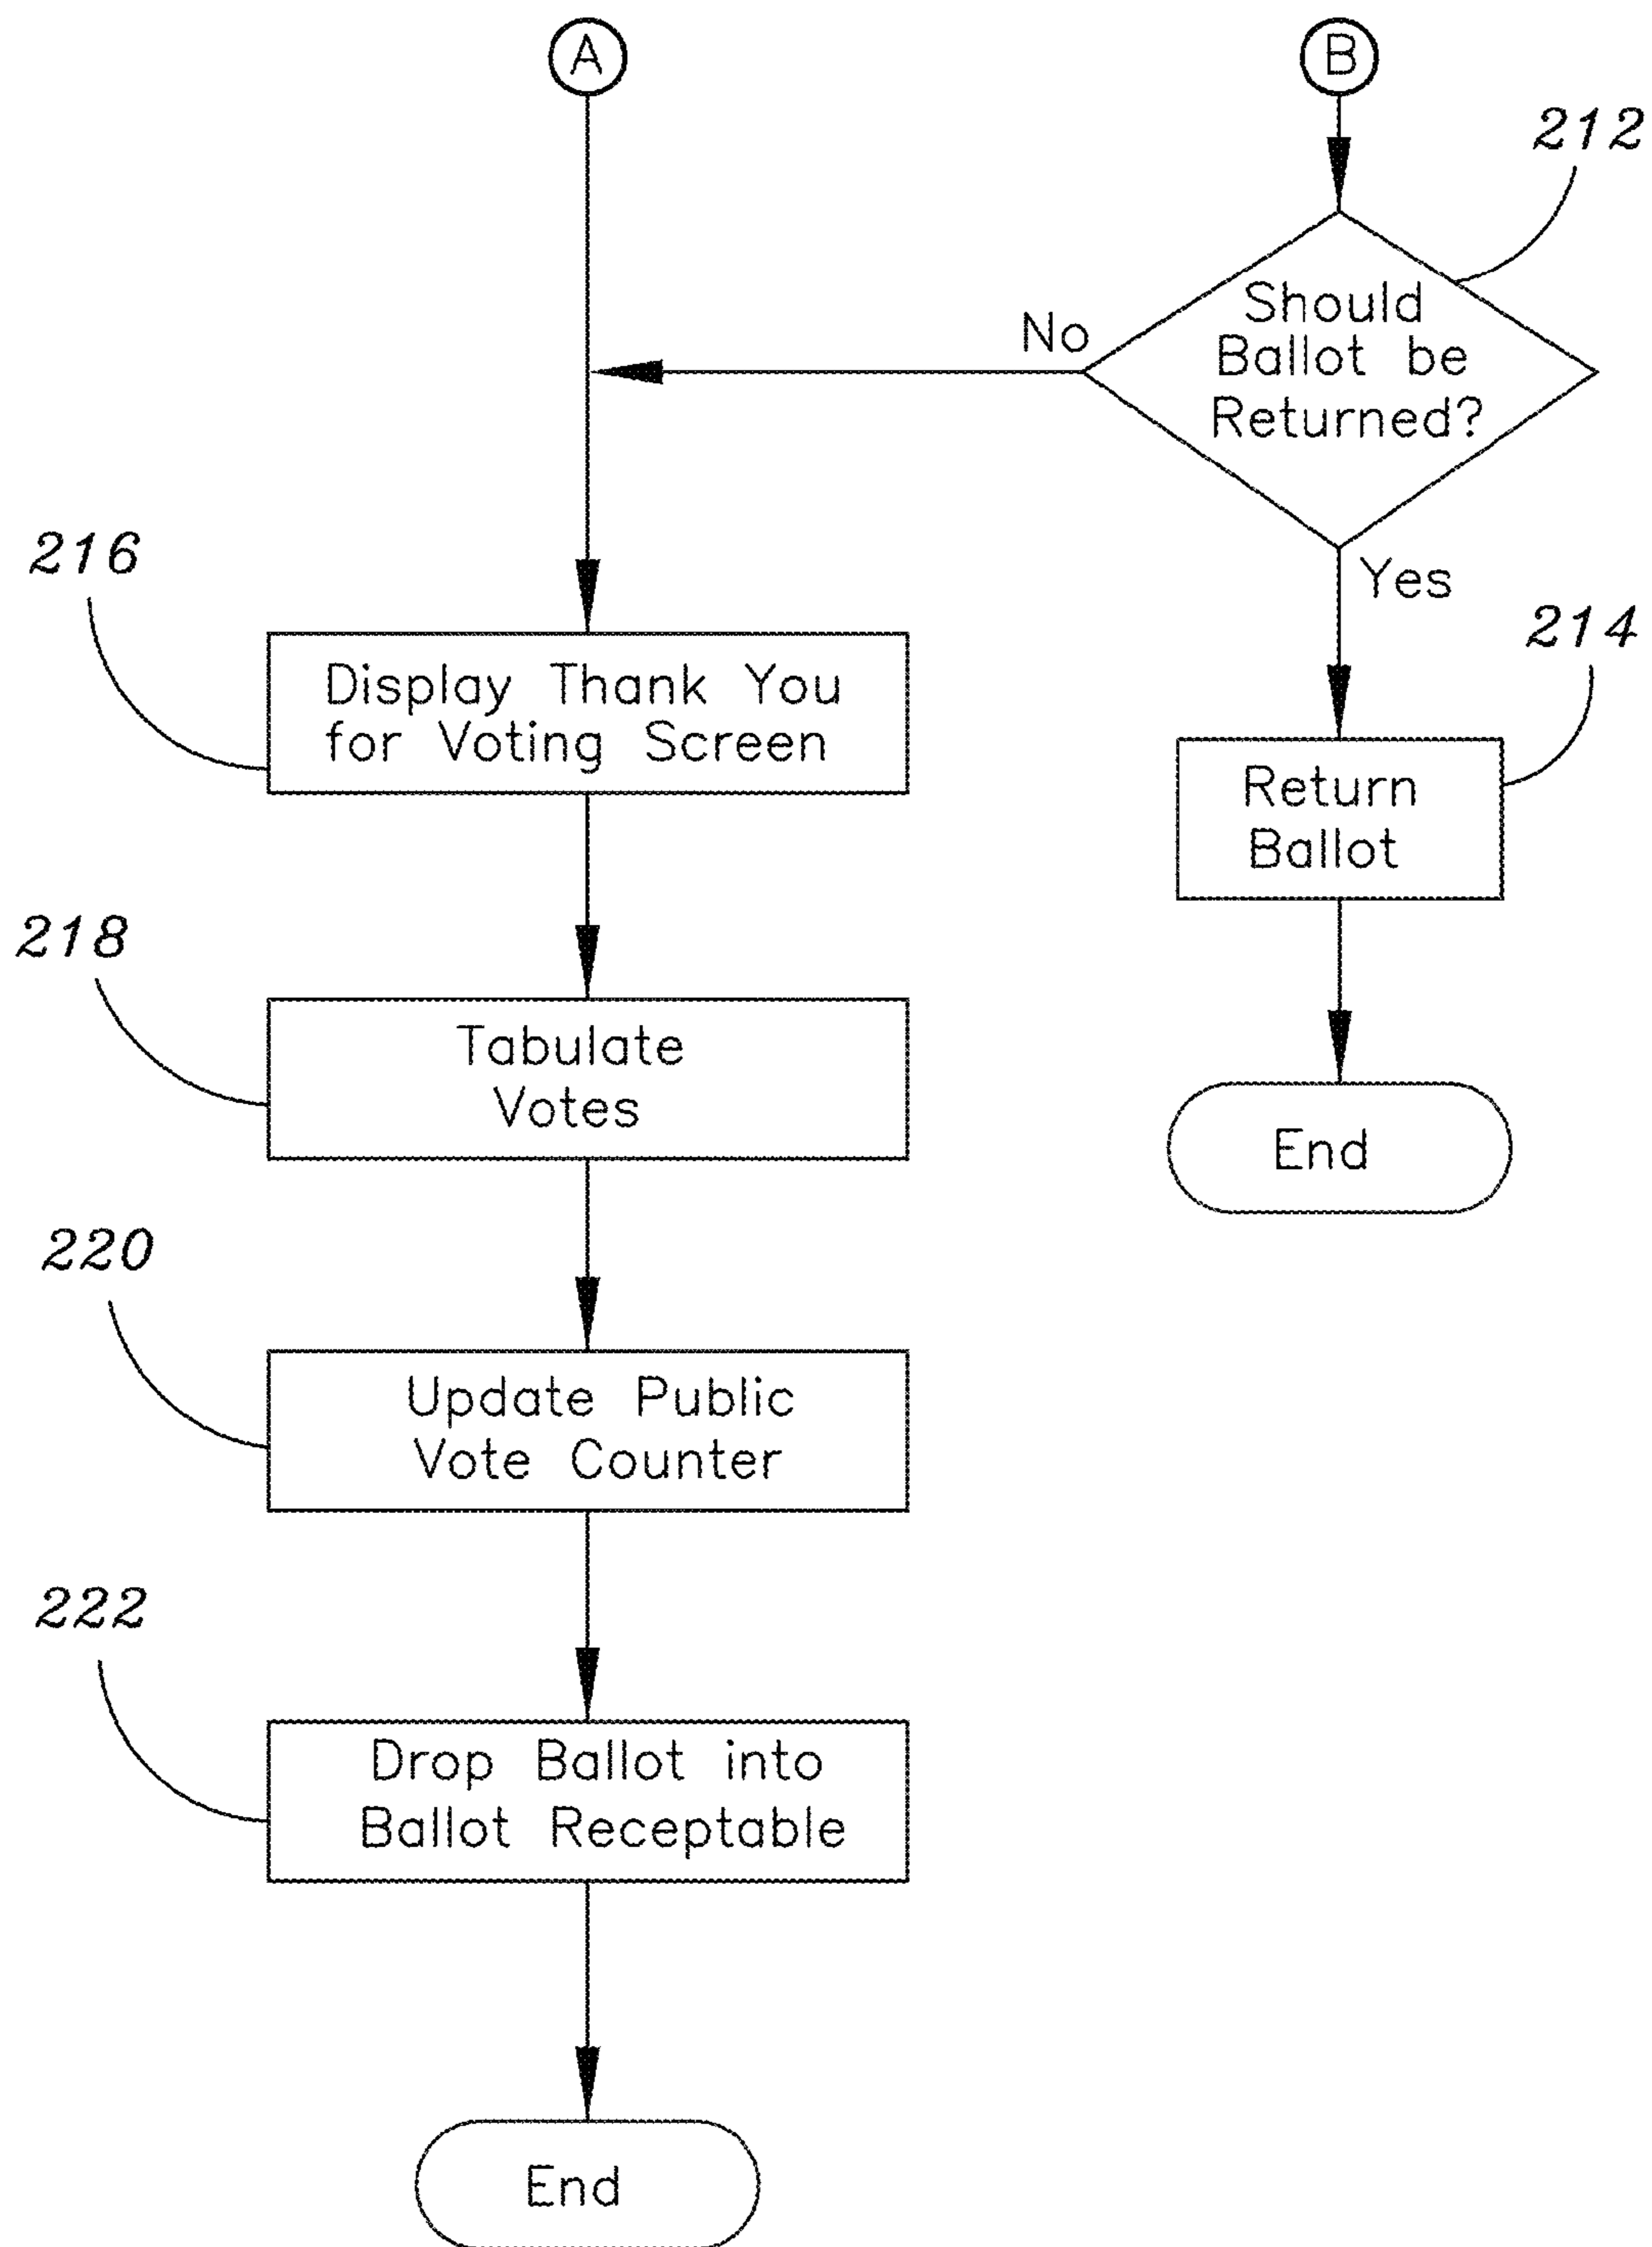 A
B
212
Should
Ballot be
Returned?
No
Yes
216
214
Display Thank You
for Voting Screen
Return
Ballot
218
Tabulate
Votes
End
220
Update Public
Vote Counter
222
Drop Ballot into
Ballot Receptable
End